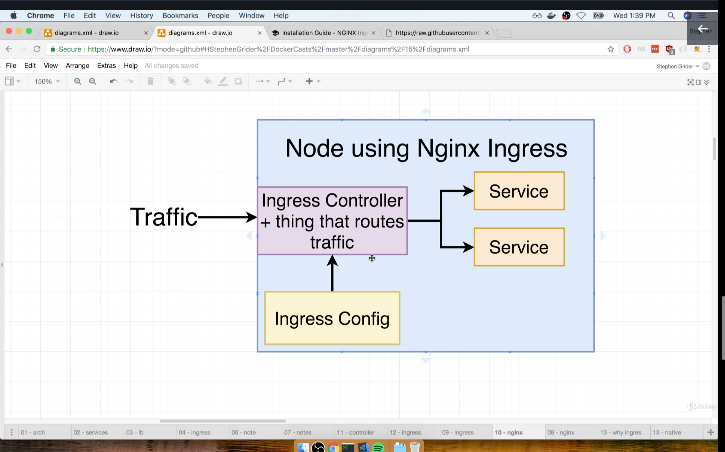 Chrome File Edit View History Bookmarks People Window Help
Wed 1:39 PM
diagrams.xml - draw.io
diagrams.xml - draw.io
Installation Guide - NGINX Ing
https://raw.githubusercontent
Secure https://www.draw.io/?mode=github#HStephenGrider%2FDockerCasts%2Fmaster%2Fdiagrams%2F16%2Fdiagrams.xml
File Edit View Arrange Extras Help All changes saved
Stephen Grider
150%
Node using Nginx Ingress
Traffic
Ingress Controller
+ thing that routes
traffic
Service
Service
Ingress Config
01 - arch 02 - services 03 - lb 04 - ingress 06 - note 07 - notes 11 - controller 12 - ingress 09 - ingress 10 - nginx 08 - nginx 13 - why ingres 13 - native